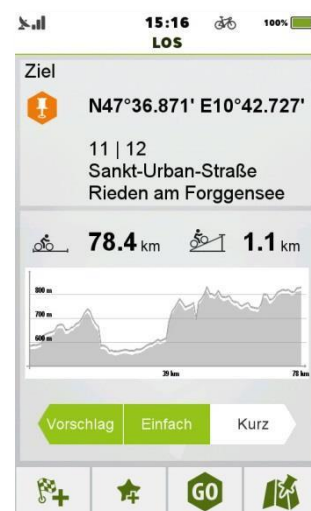 15:16 100%
LOS
Ziel
N47°36.871' E10°42.727'
11 | 12
Sankt-Urban-Straße
Rieden am Forggensee
78.4 km 1.1 km
800 m
700 m
600 m
39 km 78 km
Vorschlag Einfach Kurz
GO